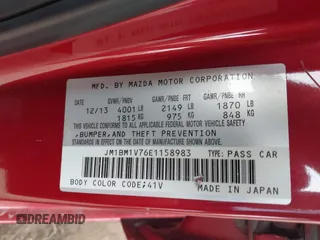 MFD. BY MAZDA MOTOR CORPORATION
DATE GVWR/PNBV GAWR/PNBE FR GAWR/PNBE RR
12/13 4001 LB 2149 LB 1870 LB
1815 KG 975 KG 848 KG
THIS VEHICLE CONFORMS TO ALL APPLICABLE FEDERAL MOTOR VEHICLE SAFETY
,BUMPER,AND THEFT PREVENTION
STANDARDS IN EFFECT ON THE DATE OF MANUFACTURE SHOWN ABOVE.
JM1BM1V76E1158983 TYPE: PASS CAR
BODY COLOR CODE;41V MADE IN JAPAN
DREAMBID